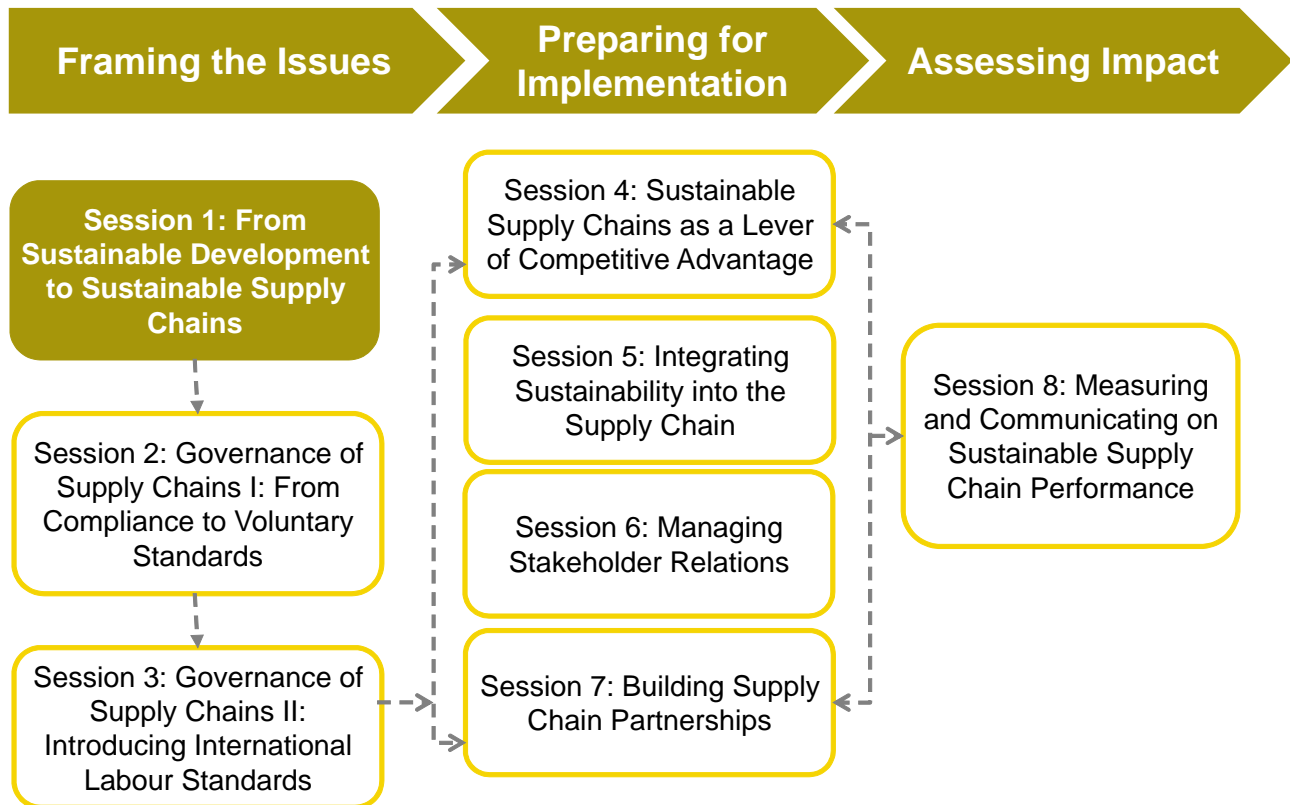 Framing the Issues
Preparing for
Implementation
Assessing Impact
Session 1: From
Sustainable Development
to Sustainable Supply
Chains
Session 2: Governance of
Supply Chains I: From
Compliance to Voluntary
Standards
Session 3: Governance of
Supply Chains II:
Introducing International
Labour Standards
Session 4: Sustainable
Supply Chains as a Lever
of Competitive Advantage
Session 5: Integrating
Sustainability into the
Supply Chain
Session 6: Managing
Stakeholder Relations
Session 7: Building Supply
Chain Partnerships
Session 8: Measuring
and Communicating on
Sustainable Supply
Chain Performance